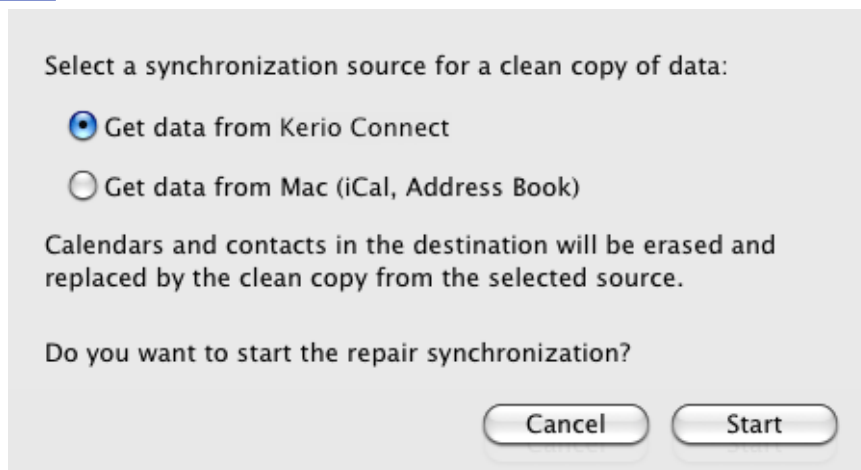 Select a synchronization source for a clean copy of data:
Get data from Kerio Connect
Get data from Mac (iCal, Address Book)
Calendars and contacts in the destination will be erased and
replaced by the clean copy from the selected source.
Do you want to start the repair synchronization?
Cancel
Start